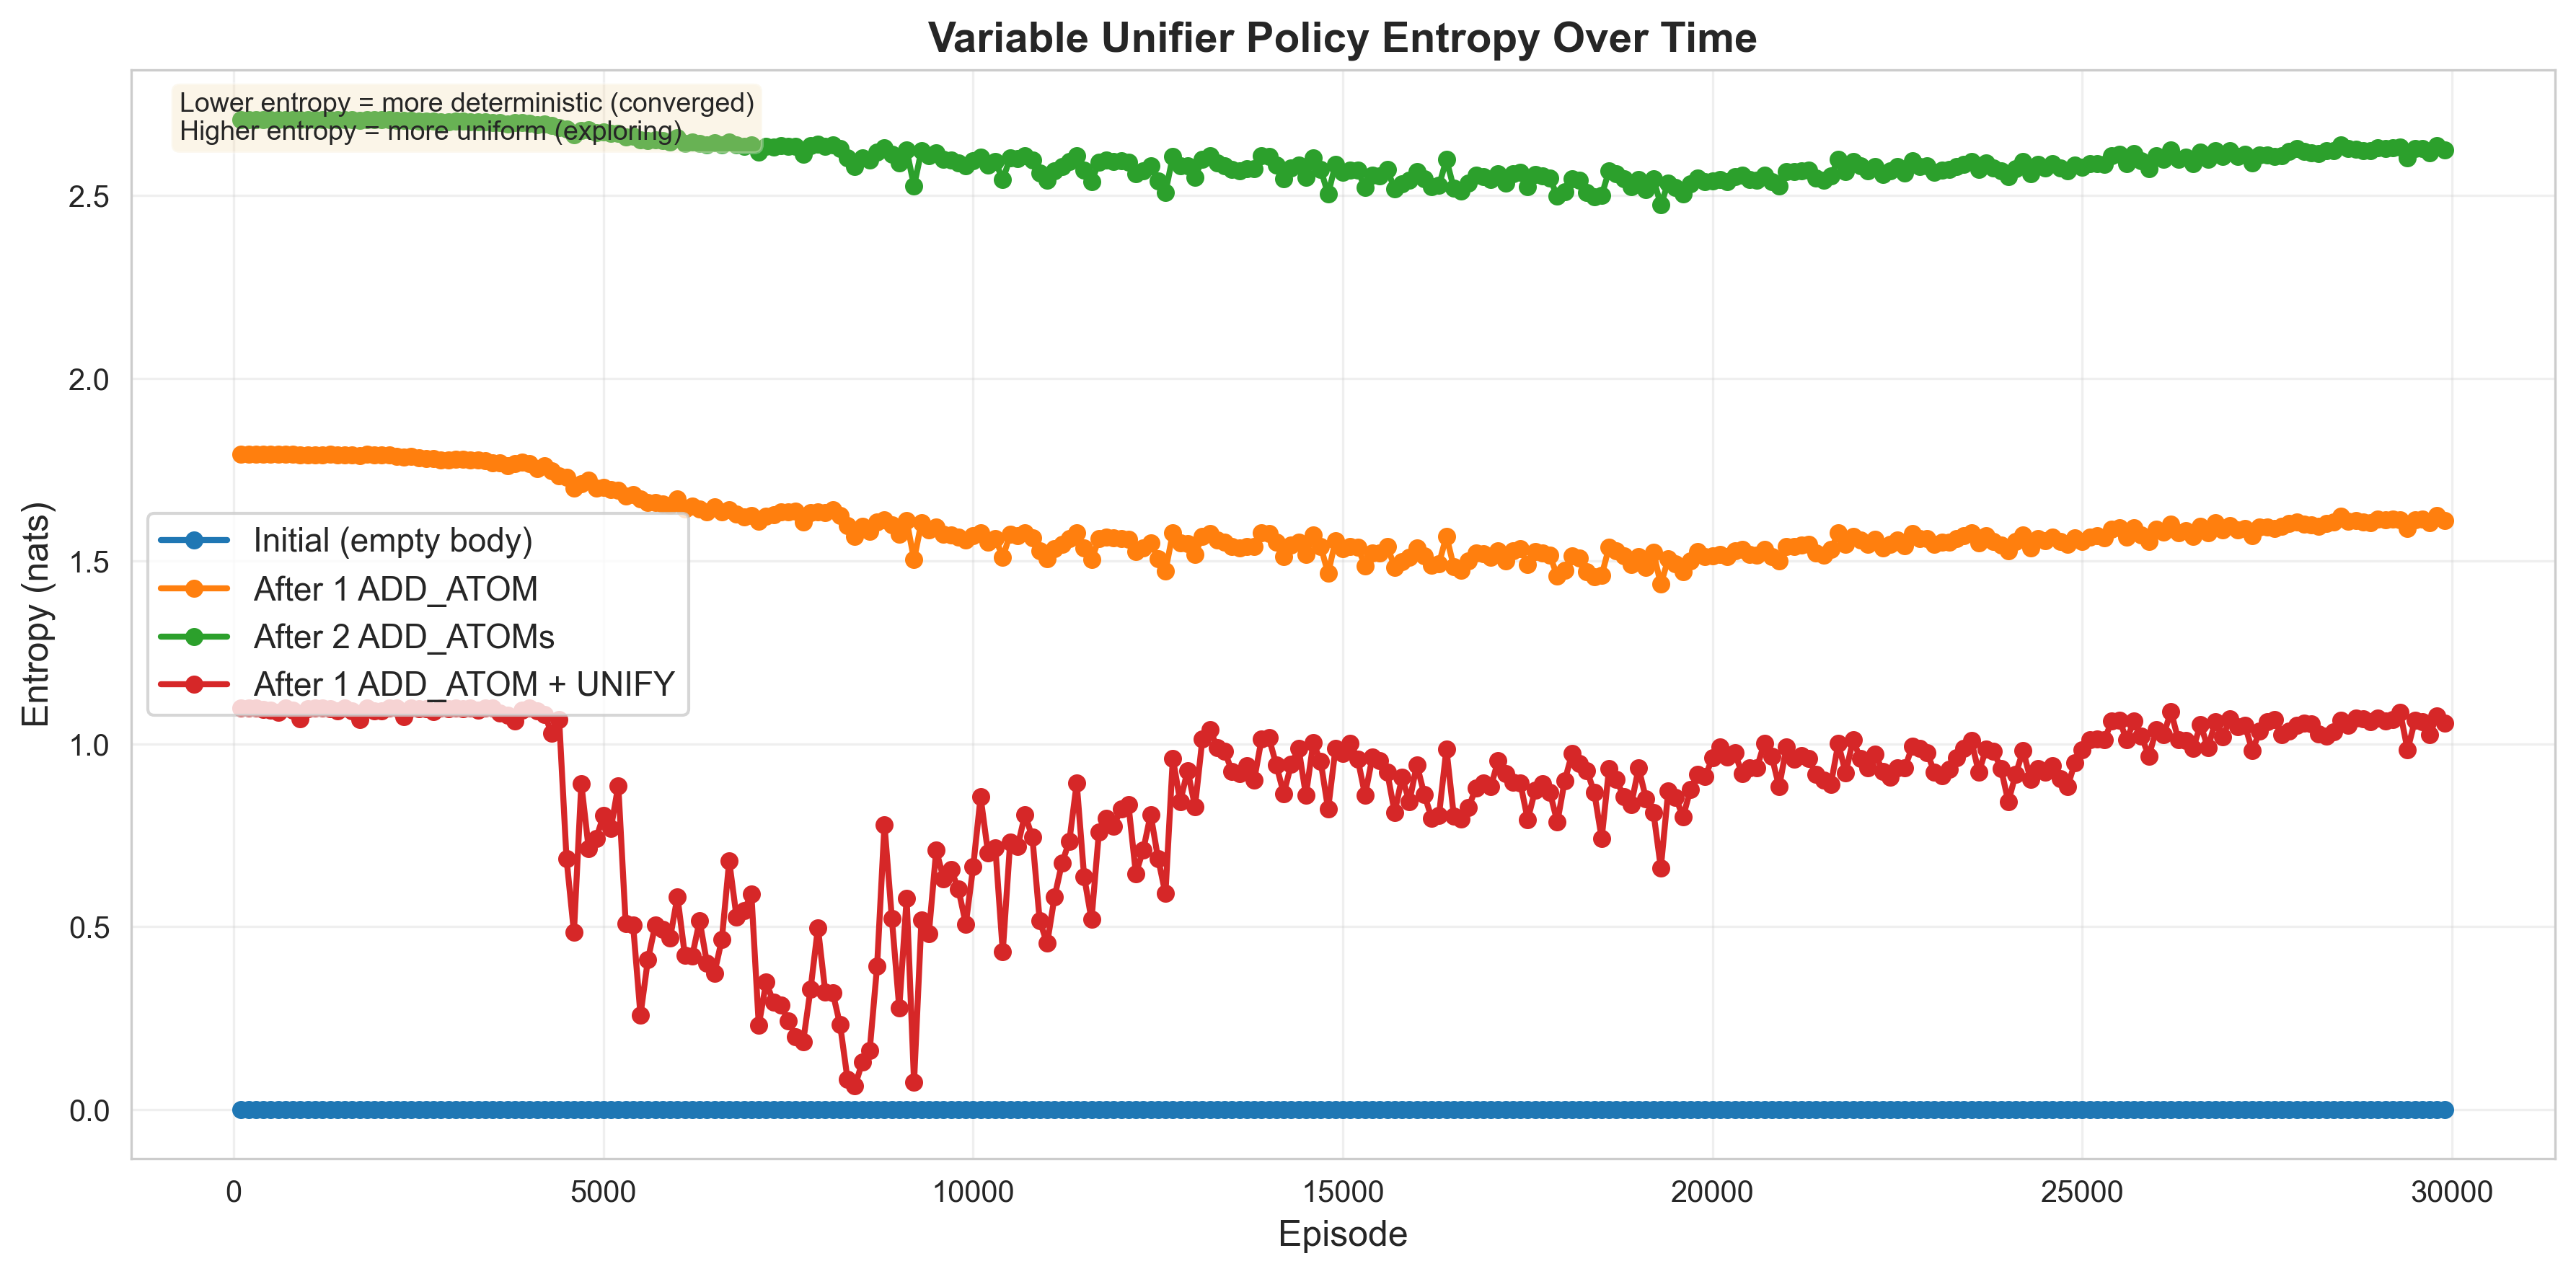 Variable Unifier Policy Entropy Over Time
Lower entropy = more deterministic (converged)
Higher entropy = more uniform (exploring)
Entropy (nats)
2.5
2.0
1.5
1.0
0.5
0.0
Initial (empty body)
After 1 ADD_ATOM
After 2 ADD_ATOMs
After 1 ADD_ATOM + UNIFY
0
5000
10000
15000
20000
25000
30000
Episode